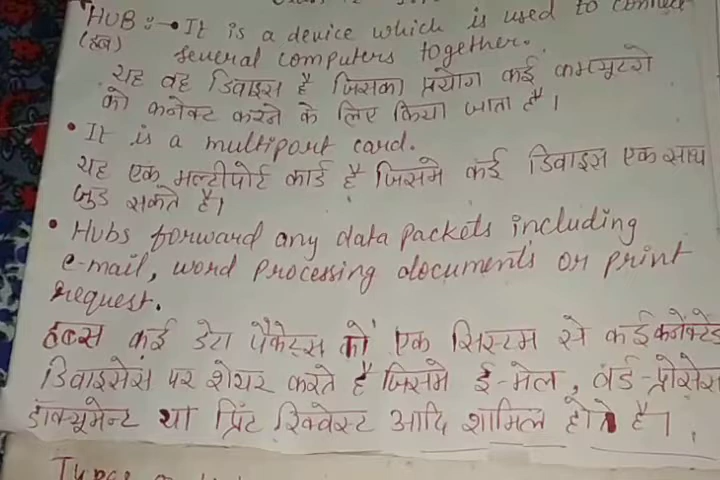 HUB :- • It is a device which is used to connect
(हब) several computers together.
यह वह डिवाइस है जिसका प्रयोग कई कम्प्यूटरो
को कनेक्ट करने के लिए किया जाता है।
• It is a multiport card.
यह एक मल्टीपोर्ट कार्ड है जिसमे कई डिवाइस एक साथ
जुड सकते है।
• Hubs forward any data packets including
e-mail, word processing documents or print
request.
हब्स कई डेटा पैकेट्स को एक सिस्टम से कई कनेक्टेड
डिवाइसेस पर शेयर करते है जिसमे ई-मेल, वर्ड-प्रोसेस
डॉक्यूमेन्ट या प्रिंट रिक्वेस्ट आदि शामिल होते है।
Types